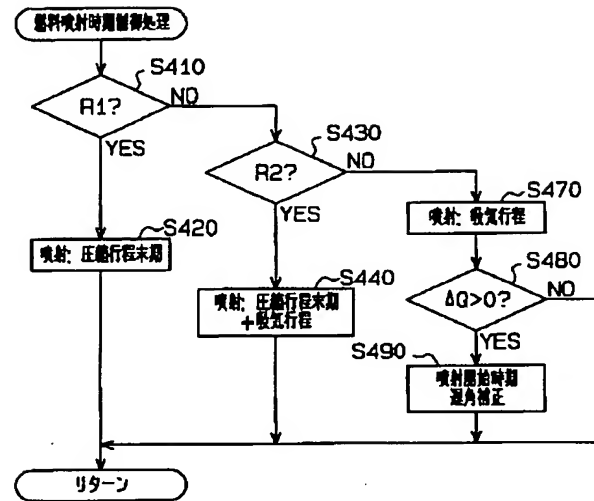 燃料噴射時期制御処理
S410
R1?
NO
YES
S430
R2?
NO
YES
S420
噴射:圧縮行程末期
S440
噴射:圧縮行程末期
+吸気行程
S470
噴射:吸気行程
S480
ΔQ>0?
NO
YES
S490
噴射開始時期
遅角補正
リターン